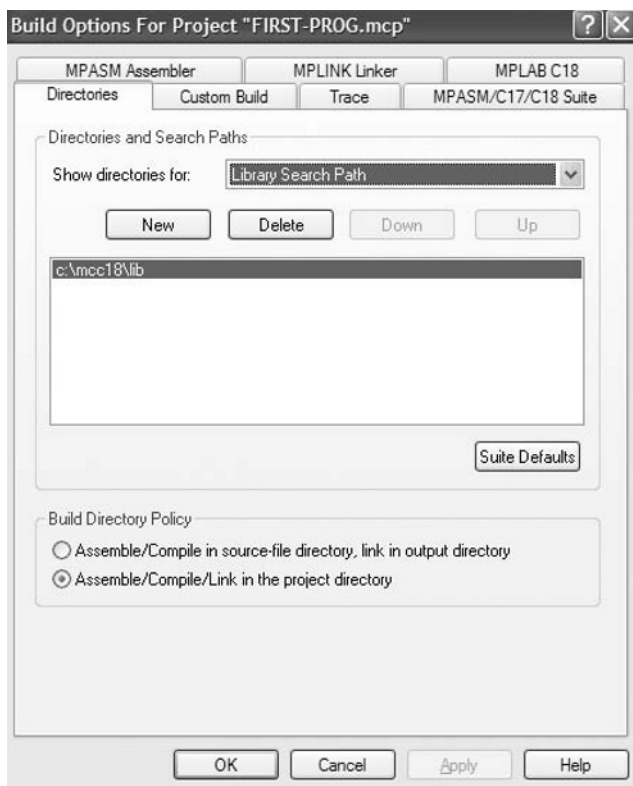 Build Options For Project "FIRST-PROG.mcp"
MPASM Assembler MPLINK Linker MPLAB C18
Directories Custom Build Trace MPASM/C17/C18 Suite
Directories and Search Paths
Show directories for: Library Search Path
New Delete Down Up
c:\mcc18\lib
Suite Defaults
Build Directory Policy
Assemble/Compile in source-file directory, link in output directory
Assemble/Compile/Link in the project directory
OK Cancel Apply Help